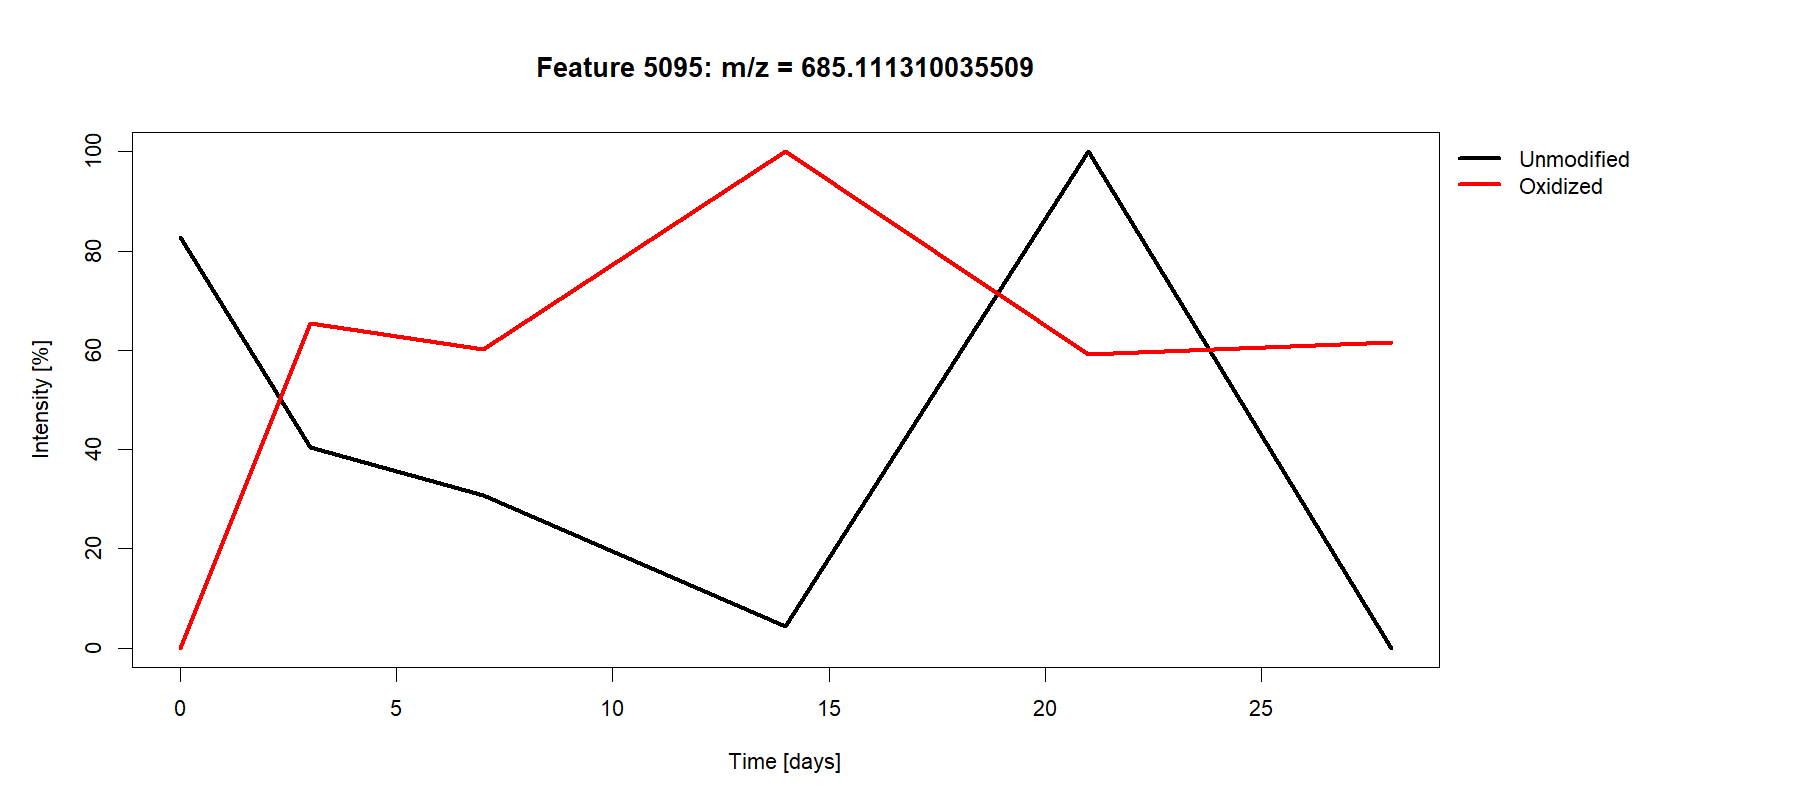 Feature 5095: m/z = 685.111310035509
Unmodified
Oxidized
100
80
60
40
20
0
Intensity [%]
0 5 10 15 20 25
Time [days]